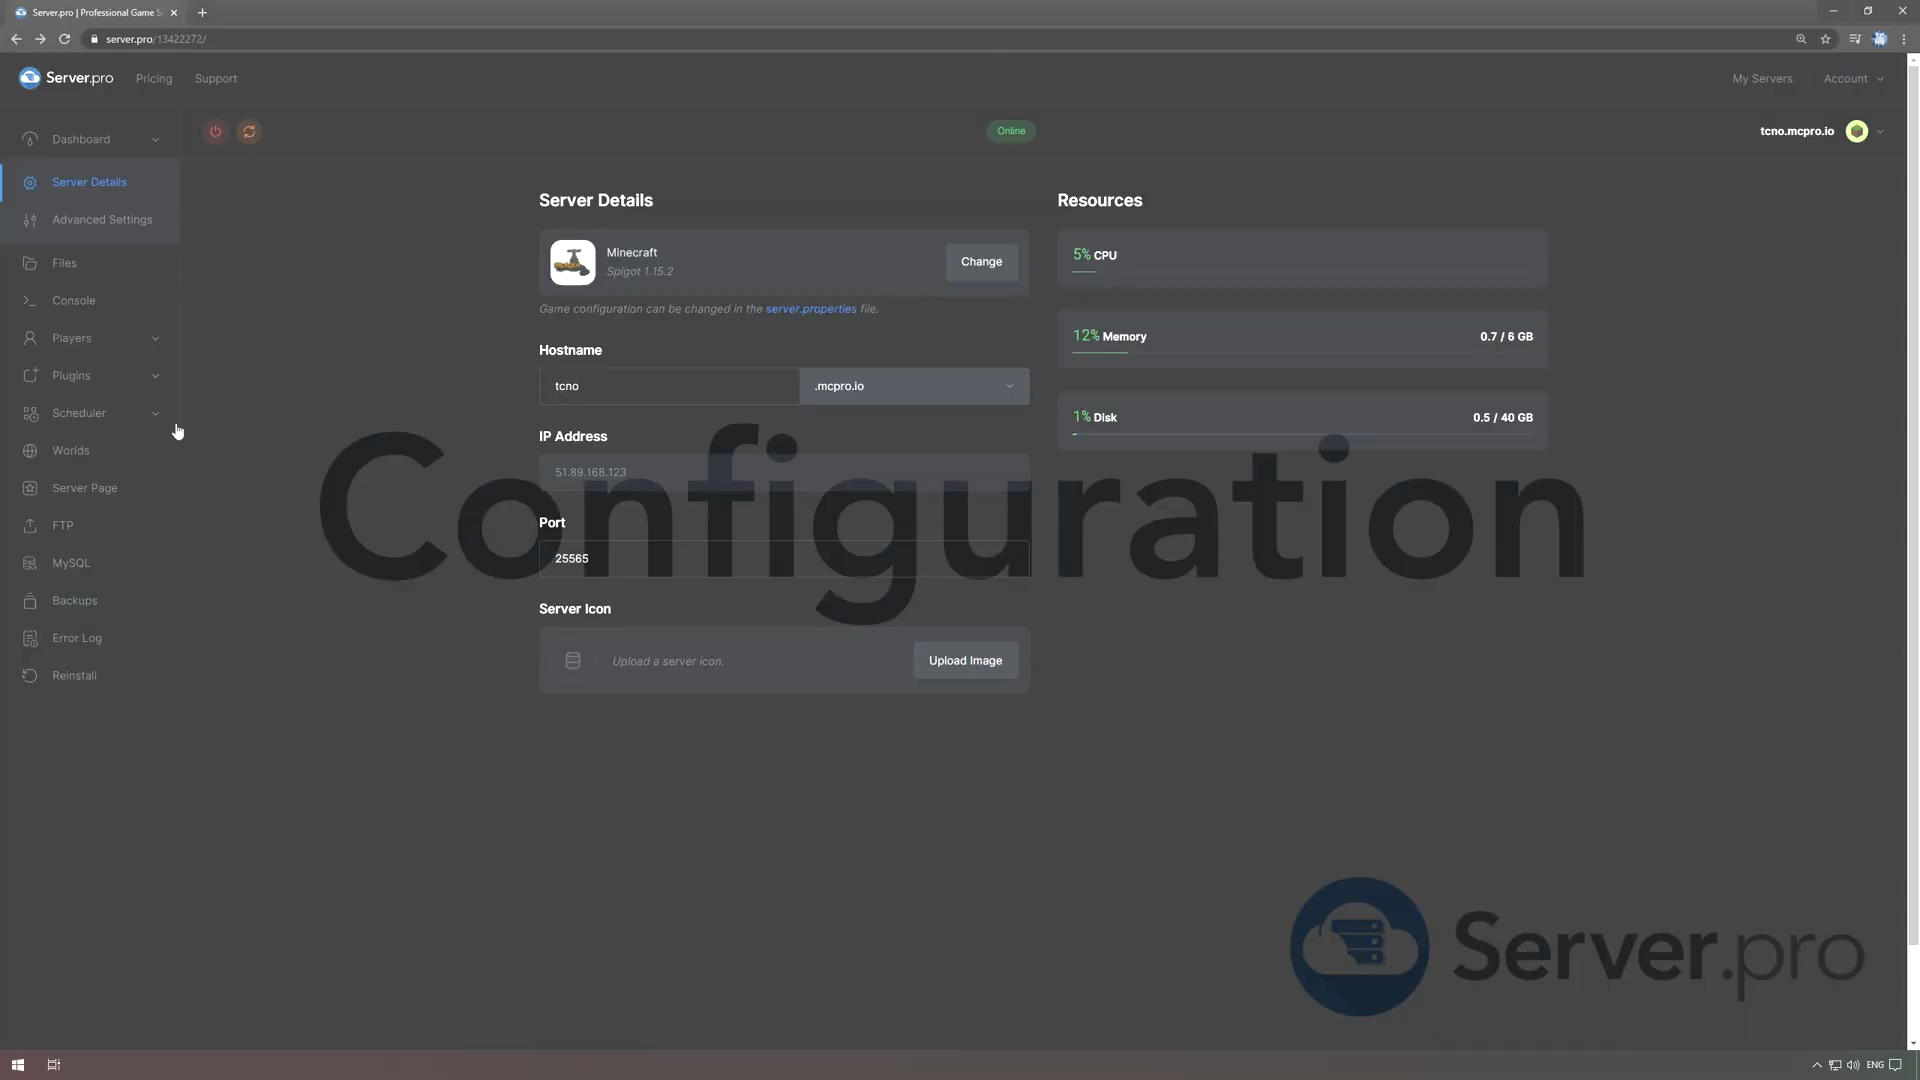 Server.pro | Professional Game S
server.pro/13422272/
Server.pro
Pricing
Support
My Servers
Account
Dashboard
Online
tcno.mcpro.io
Server Details
Advanced Settings
Files
Console
Players
Plugins
Scheduler
Worlds
Server Page
FTP
MySQL
Backups
Error Log
Reinstall
Server Details
Minecraft
Spigot 1.15.2
Change
Game configuration can be changed in the server.properties file.
Hostname
tcno
.mcpro.io
IP Address
51.89.168.123
Port
25565
Server Icon
Upload a server icon.
Upload Image
Resources
5% CPU
12% Memory
0.7 / 6 GB
1% Disk
0.5 / 40 GB
Configuration
Server.pro
ENG